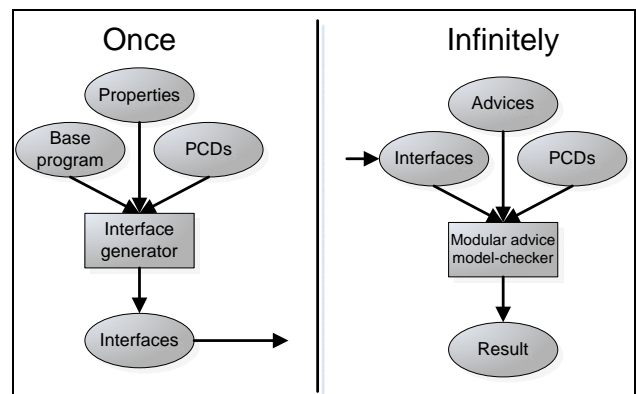 Once
Properties
Base
program
PCDs
Interface
generator
Interfaces
Infinitely
Advices
Interfaces
PCDs
Modular advice
model-checker
Result